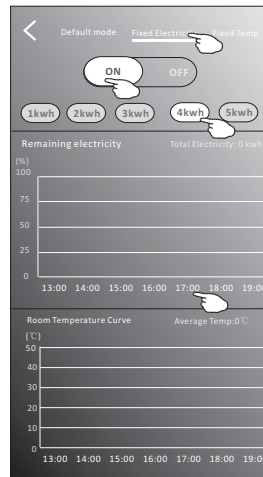 Default mode Fixed Electricity Fixed Temp
ON OFF
1kwh 2kwh 3kwh 4kwh 5kwh
Remaining electricity Total Electricity: 0 kwh
(%)
100
75
50
25
0
13:00 14:00 15:00 16:00 17:00 18:00 19:0
Room Temperature Curve Average Temp:0℃
(℃)
50
40
30
20
10
0
13:00 14:00 15:00 16:00 17:00 18:00 19:0